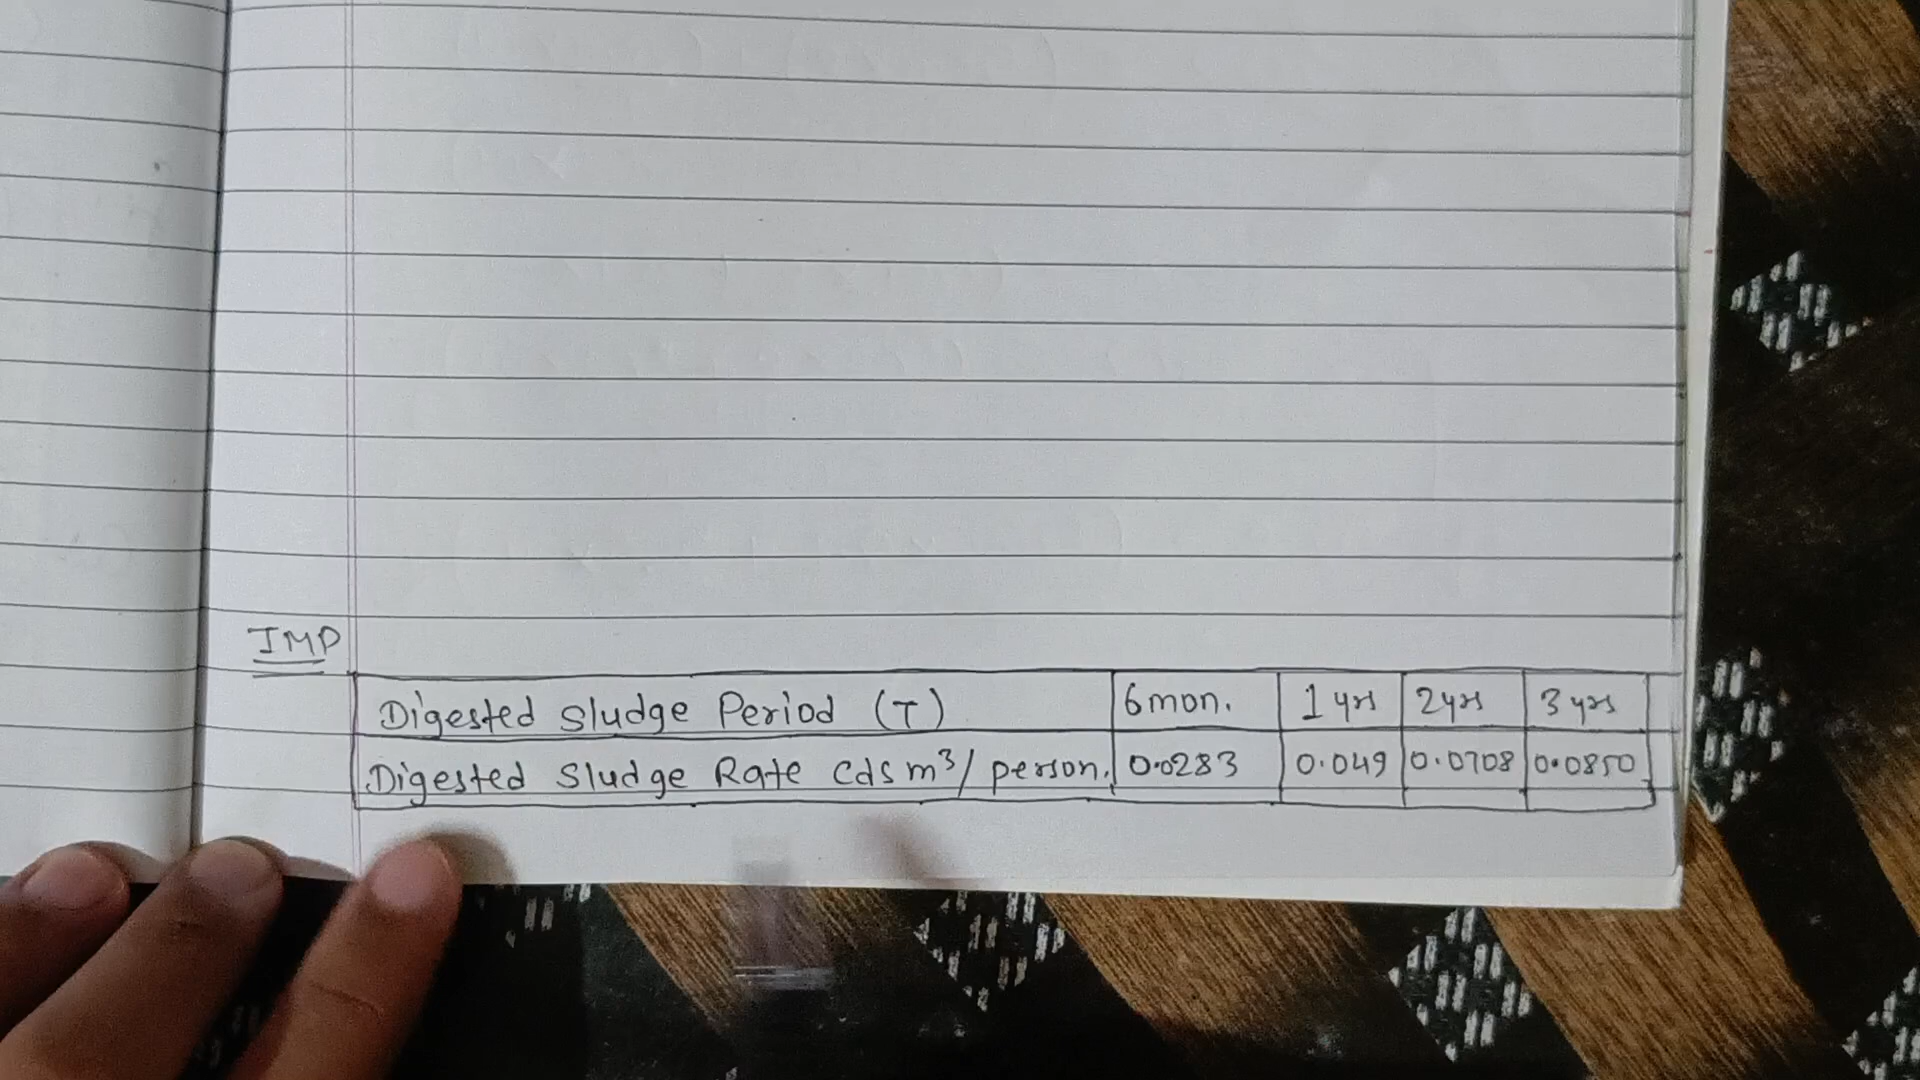 IMP
Digested Sludge Period (T) 6mon. 1 yrs 2yrs 3 yrs
Digested Sludge Rate Cds m³/ person. 0.0283 0.049 0.0708 0.0850